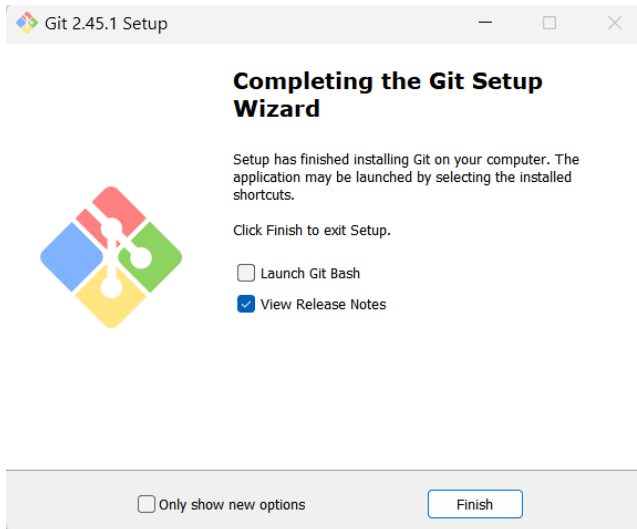 Git 2.45.1 Setup
Completing the Git Setup
Wizard
Setup has finished installing Git on your computer. The
application may be launched by selecting the installed
shortcuts.
Click Finish to exit Setup.
Launch Git Bash
View Release Notes
Only show new options
Finish